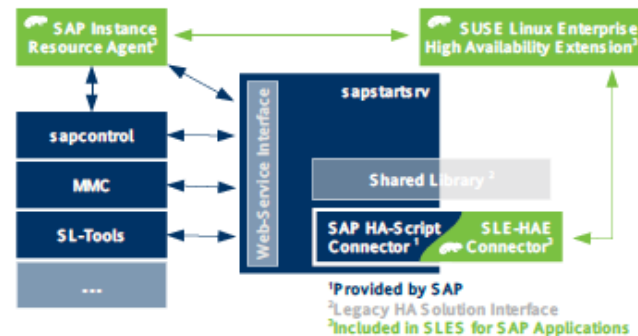 SAP Instance
Resource Agent³
SUSE Linux Enterprise
High Availability Extension³
sapstartsrv
Web-Service Interface
sapcontrol
MMC
SL-Tools
---
Shared Library ²
SAP HA-Script
Connector ¹
SLE-HAE
Connector³
¹Provided by SAP
²Legacy HA Solution Interface
³Included in SLES for SAP Applications